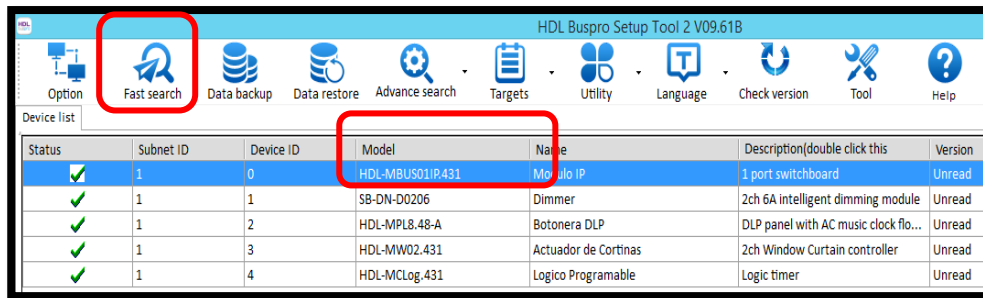 HDL Buspro Setup Tool 2 V09.61B
Option Fast search Data backup Data restore Advance search Targets Utility Language Check version Tool Help
Device list
Status Subnet ID Device ID Model Name Description(double click this Version
1 0 HDL-MBUS01IP.431 Modulo IP 1 port switchboard Unread
1 1 SB-DN-D0206 Dimmer 2ch 6A intelligent dimming module Unread
1 2 HDL-MPL8.48-A Botonera DLP DLP panel with AC music clock flo... Unread
1 3 HDL-MW02.431 Actuador de Cortinas 2ch Window Curtain controller Unread
1 4 HDL-MCLog.431 Logico Programable Logic timer Unread